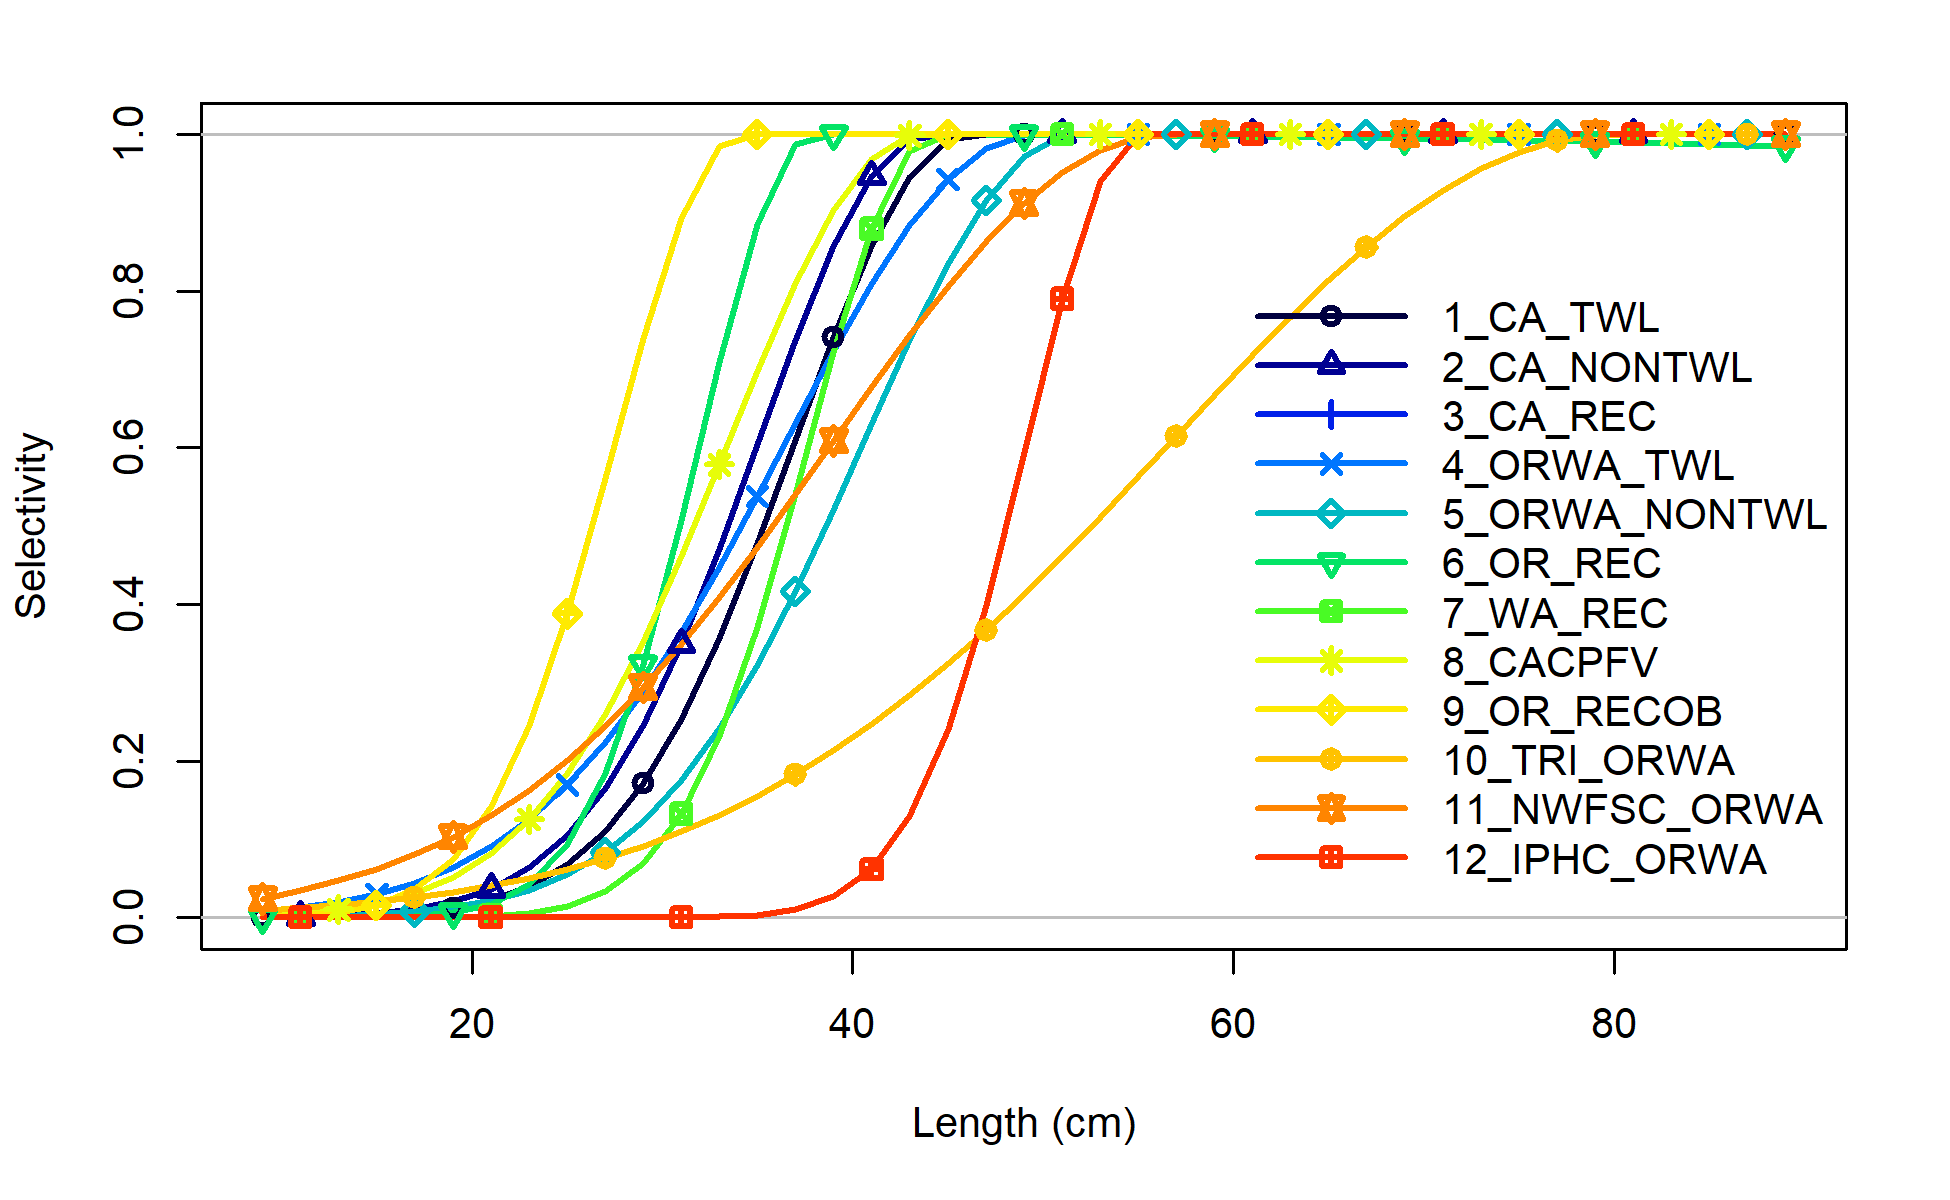 Selectivity
1.0
0.8
0.6
0.4
0.2
0.0
1_CA_TWL
2_CA_NONTWL
3_CA_REC
4_ORWA_TWL
5_ORWA_NONTWL
6_OR_REC
7_WA_REC
8_CACPFV
9_OR_RECOB
10_TRI_ORWA
11_NWFSC_ORWA
12_IPHC_ORWA
20 40 60 80
Length (cm)